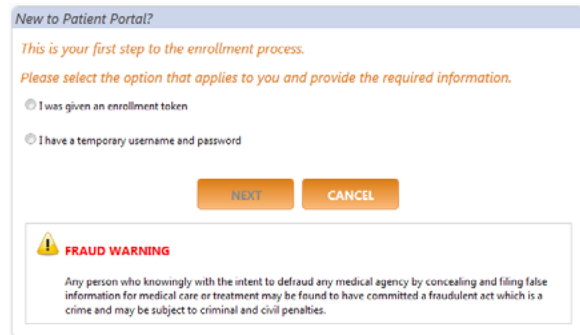 New to Patient Portal?
This is your first step to the enrollment process.
Please select the option that applies to you and provide the required information.
I was given an enrollment token
I have a temporary username and password
NEXT
CANCEL
FRAUD WARNING
Any person who knowingly with the intent to defraud any medical agency by concealing and filing false
information for medical care or treatment may be found to have committed a fraudulent act which is a
crime and may be subject to criminal and civil penalties.